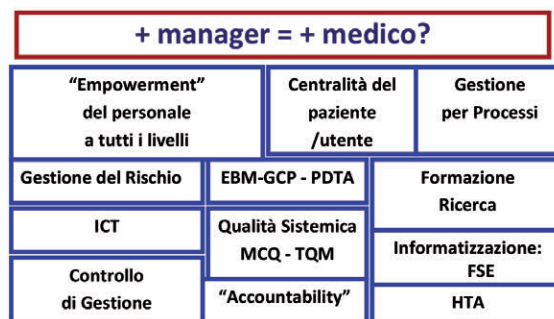 + manager = + medico?
“Empowerment”
del personale
a tutti i livelli
Centralità del
paziente
/utente
Gestione
per Processi
Gestione del Rischio
EBM-GCP - PDTA
Formazione
Ricerca
ICT
Qualità Sistemica
MCQ - TQM
Informatizzazione:
FSE
Controllo
di Gestione
“Accountability”
HTA